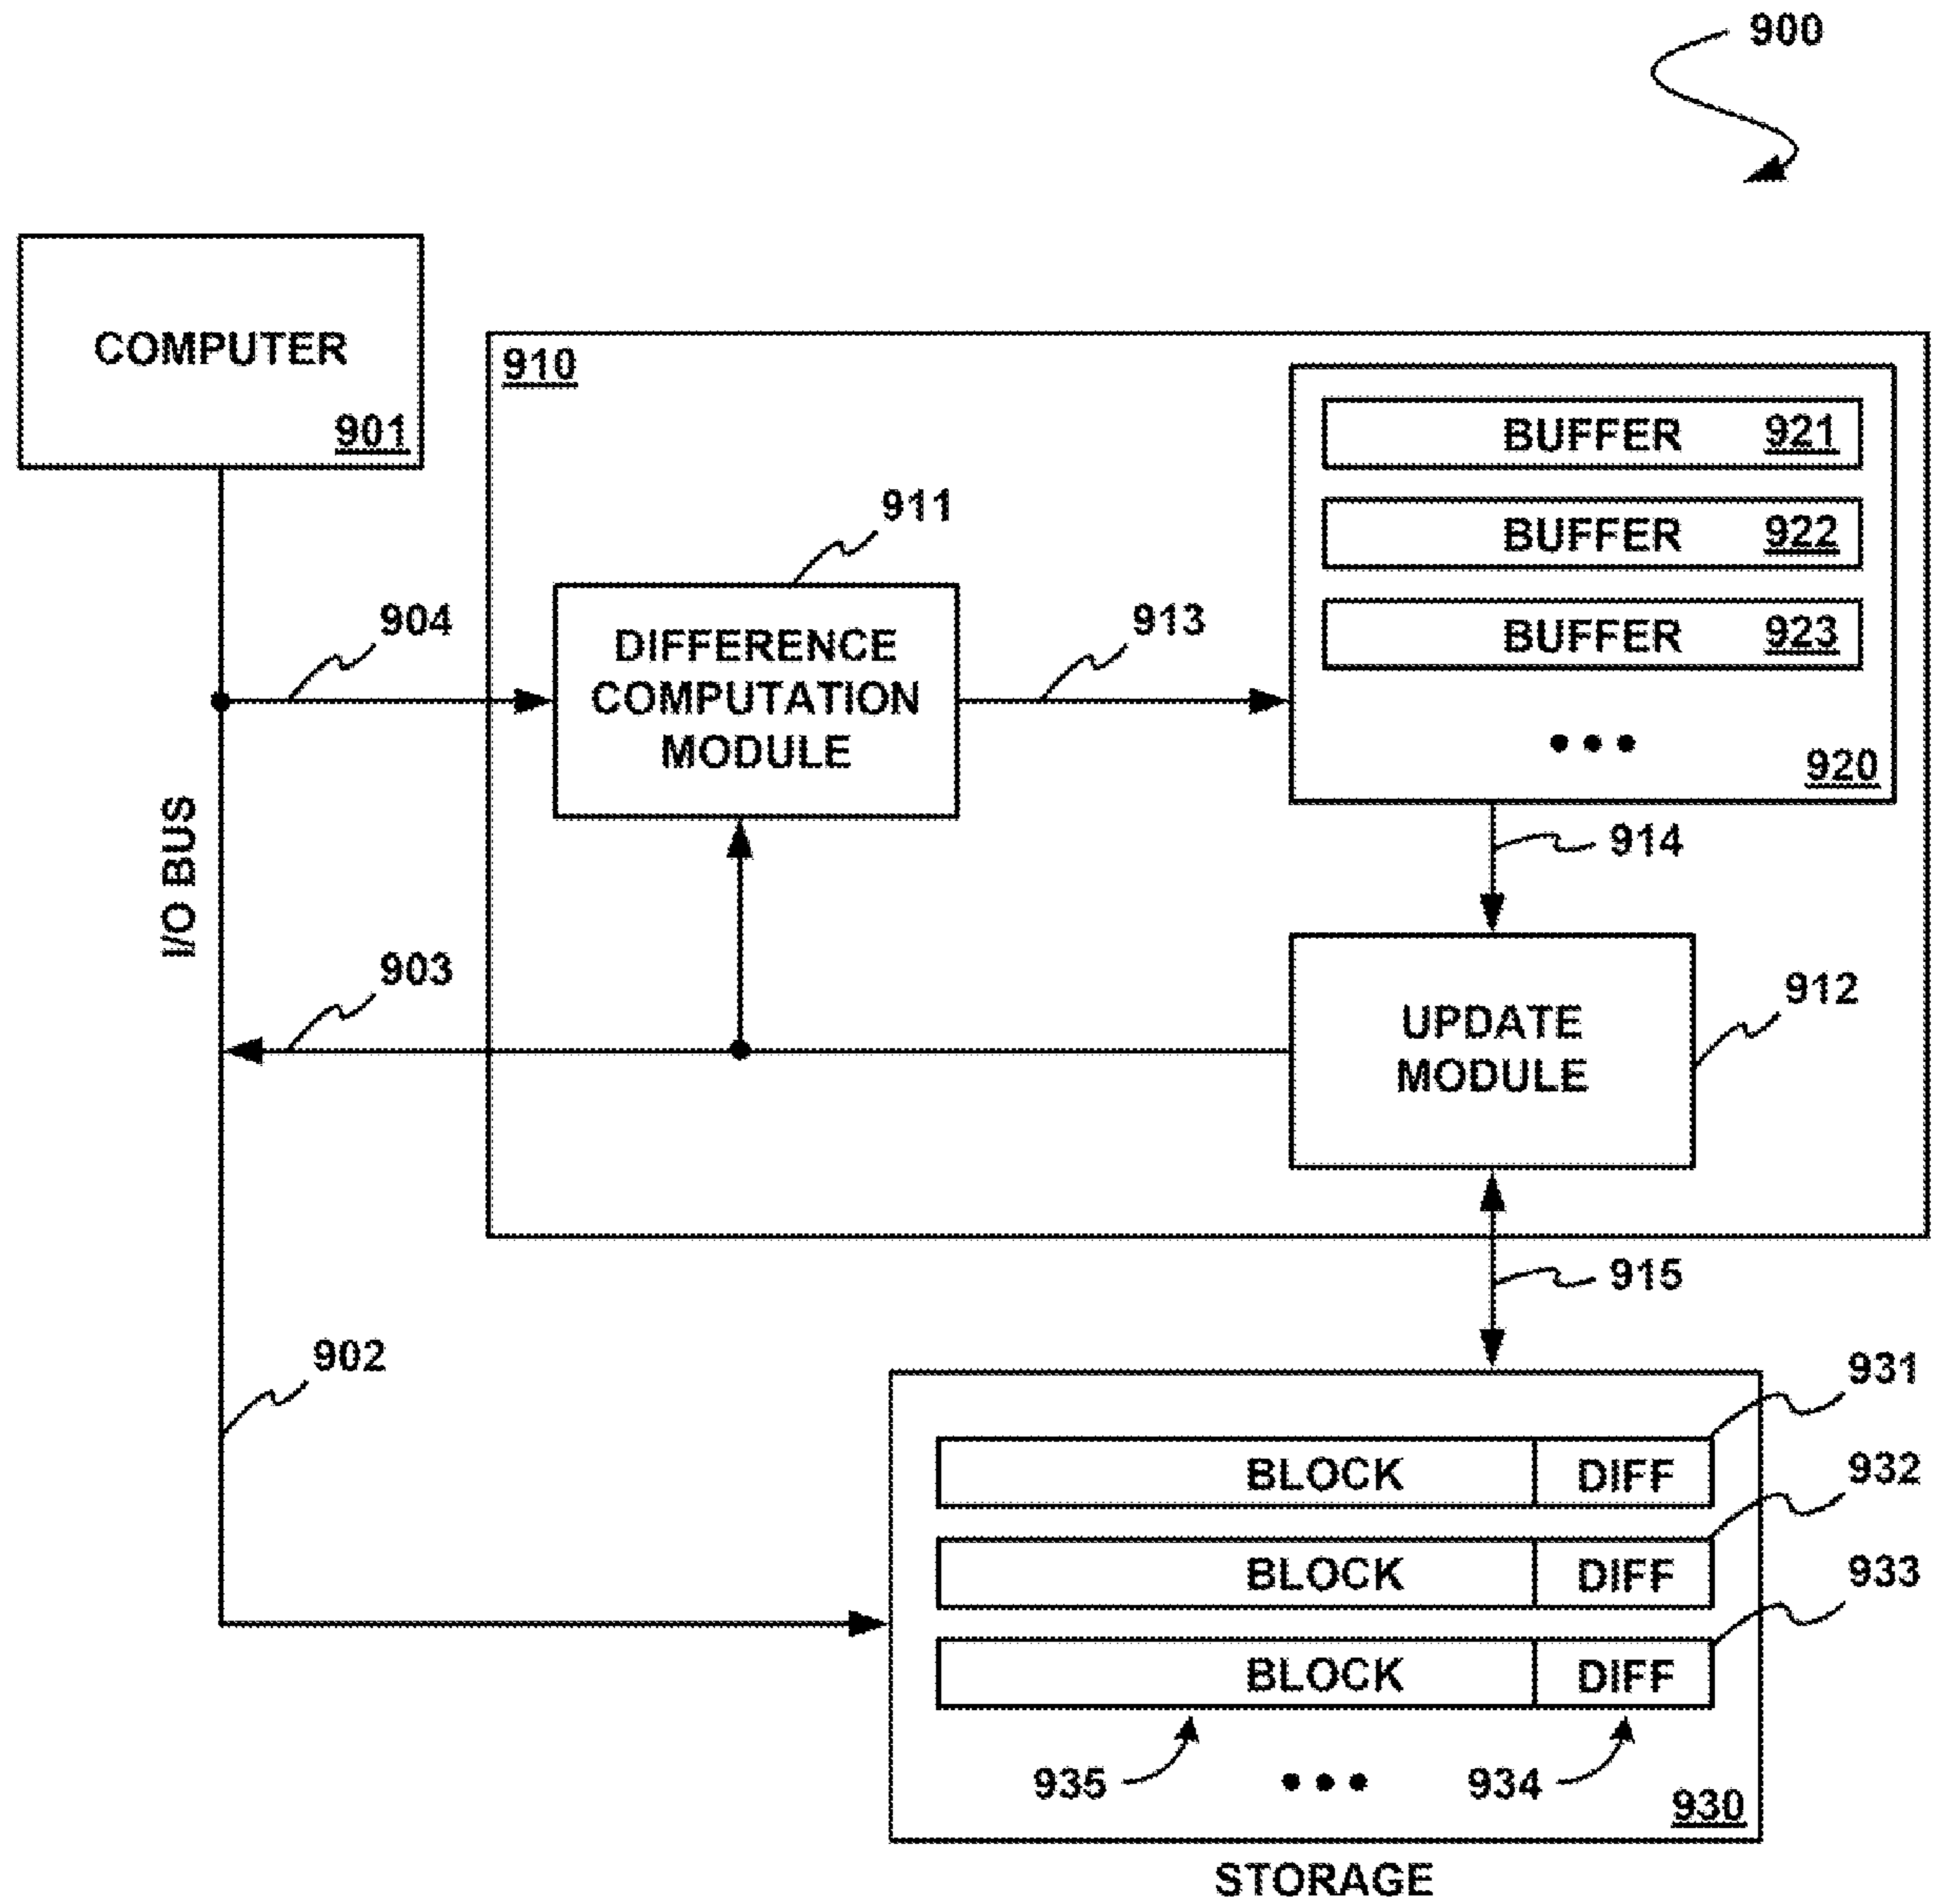 900
COMPUTER
901
910
BUFFER 921
BUFFER 922
BUFFER 923
920
911
904
DIFFERENCE
COMPUTATION
MODULE
913
914
I/O BUS
903
UPDATE
MODULE
912
915
902
931
BLOCK DIFF
932
BLOCK DIFF
933
BLOCK DIFF
935
934
930
STORAGE